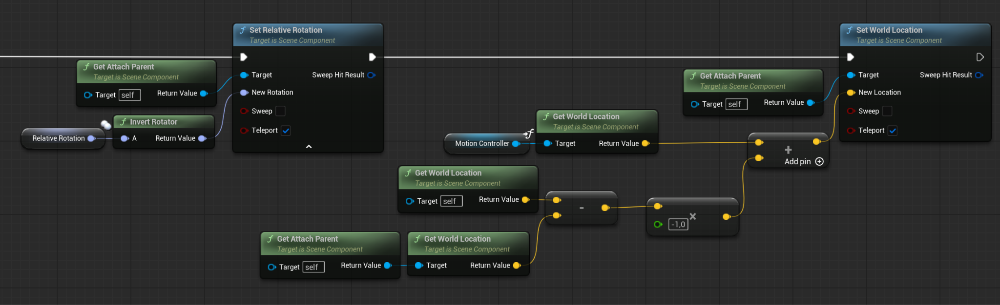 Set Relative Rotation
Target is Scene Component
Target
Sweep Hit Result
New Rotation
Sweep
Teleport
Get Attach Parent
Target is Scene Component
Target self
Return Value
Invert Rotator
Relative Rotation
A
Return Value
Set World Location
Target is Scene Component
Target
Sweep Hit Result
New Location
Sweep
Teleport
Get Attach Parent
Target is Scene Component
Target self
Return Value
Get World Location
Target is Scene Component
Motion Controller
Target
Return Value
+
Add pin
Get World Location
Target is Scene Component
Target self
Return Value
-
×
-1,0
Get Attach Parent
Target is Scene Component
Target self
Return Value
Get World Location
Target is Scene Component
Target
Return Value